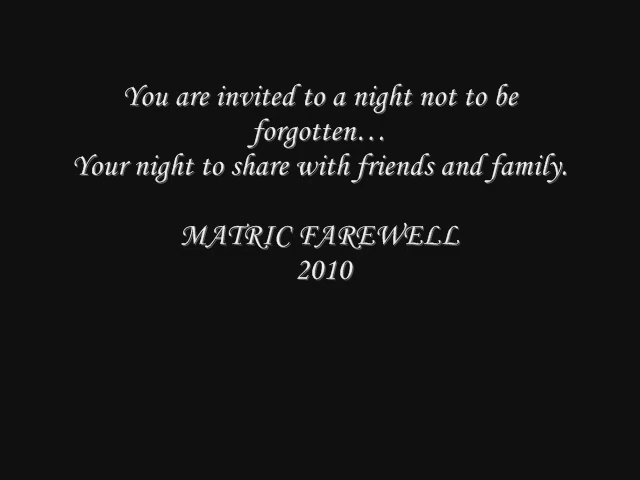 You are invited to a night not to be
forgotten…
Your night to share with friends and family.
MATRIC FAREWELL
2010